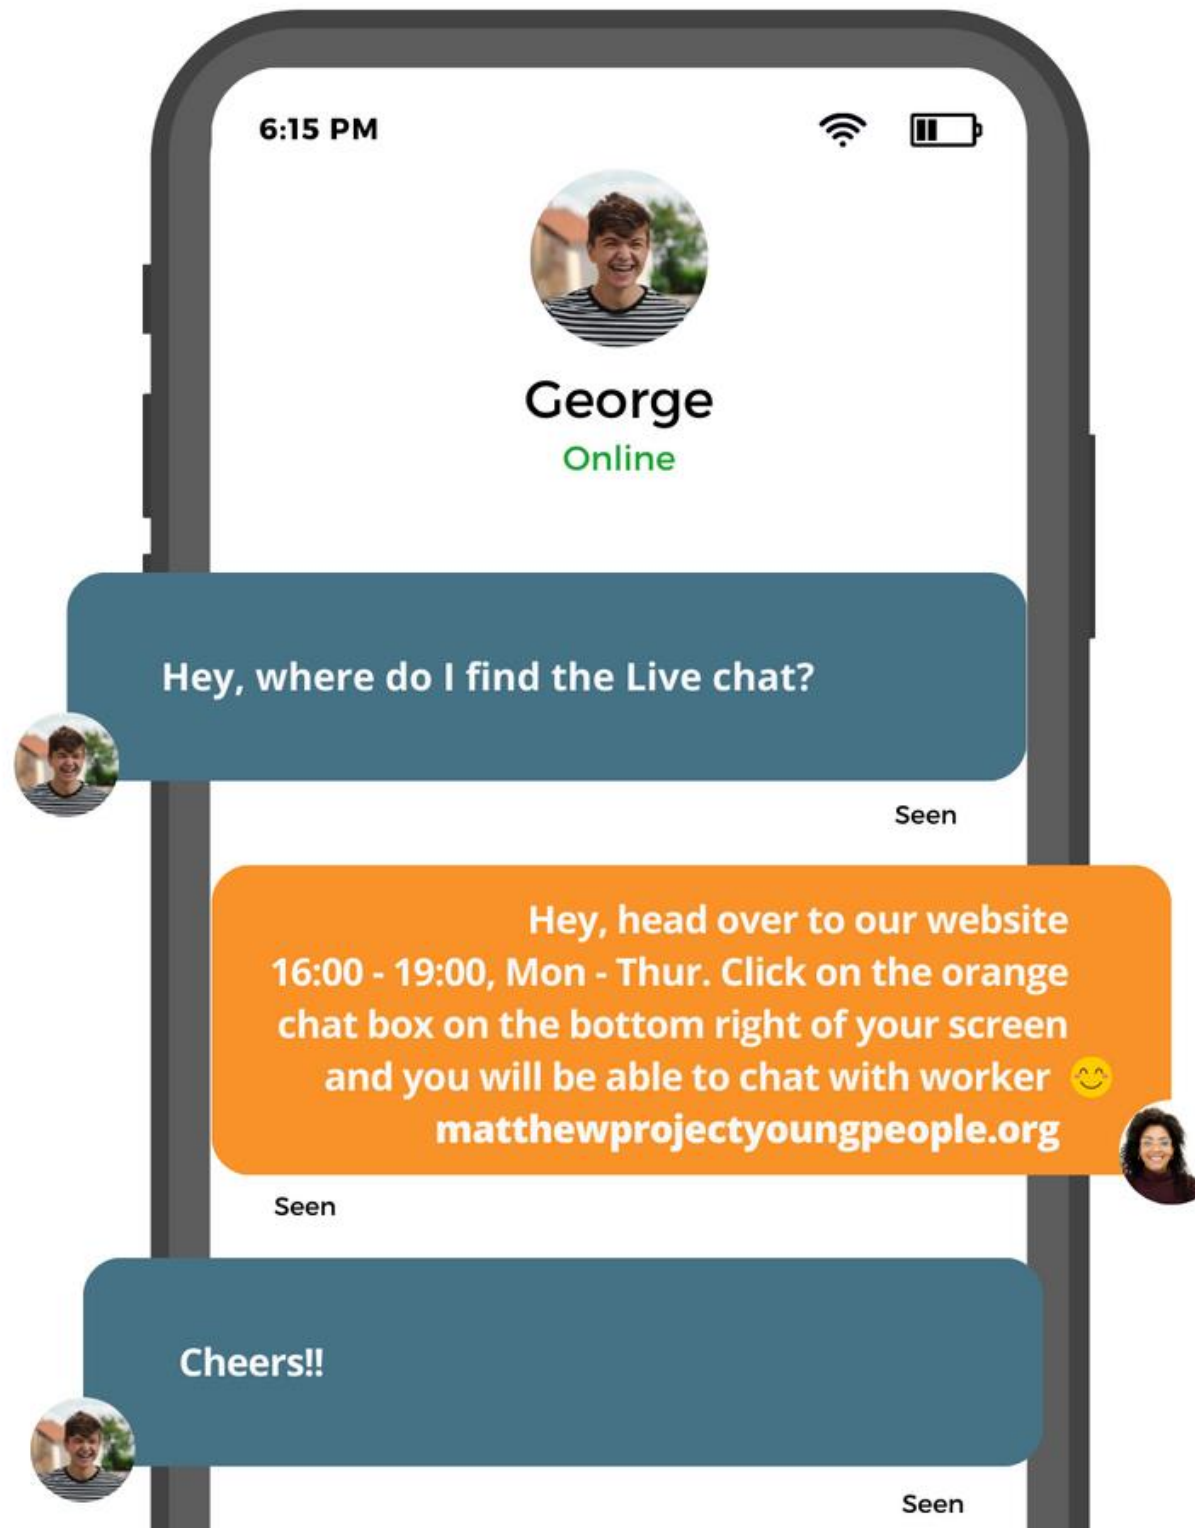 6:15 PM
George
Online
Hey, where do I find the Live chat?
Seen
Hey, head over to our website
16:00 - 19:00, Mon - Thur. Click on the orange
chat box on the bottom right of your screen
and you will be able to chat with worker 😊
matthewprojectyoungpeople.org
Seen
Cheers!!
Seen